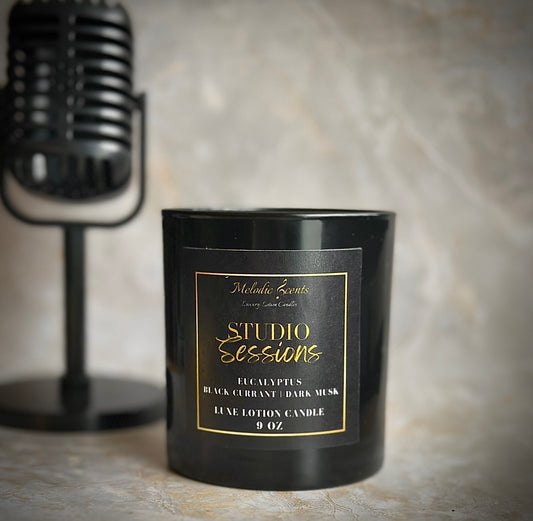 Melodic Scents
Luxury Lotion Candles
STUDIO
Sessions
EUCALYPTUS
BLACK CURRANT | DARK MUSK
LUXE LOTION CANDLE
9 OZ